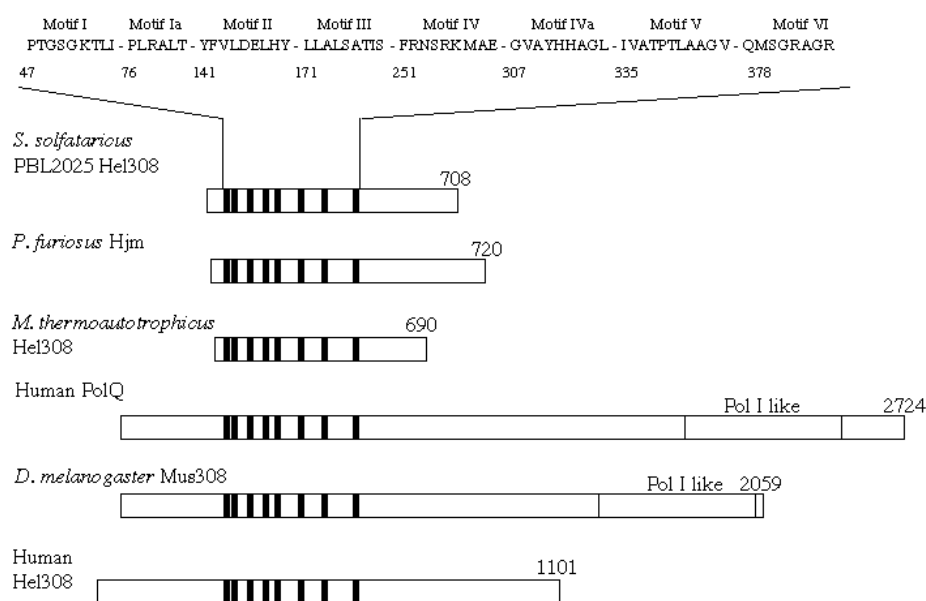 Motif I Motif Ia Motif II Motif III Motif IV Motif IVa Motif V Motif VI
PTGSGKTLI - PLRALT - YFVLDELHY - LLALSATIS - FRNSRKMAE - GVAYHHAGL - IVATPTLAAGV - QMSGRAGR
47 76 141 171 251 307 335 378
S. solfataricus
PBL2025 Hel308
708
P. furiosus Hjm
720
M. thermoautotrophicus
Hel308
690
Human PolQ
Pol I like 2724
D. melanogaster Mus308
Pol I like 2059
Human
Hel308
1101